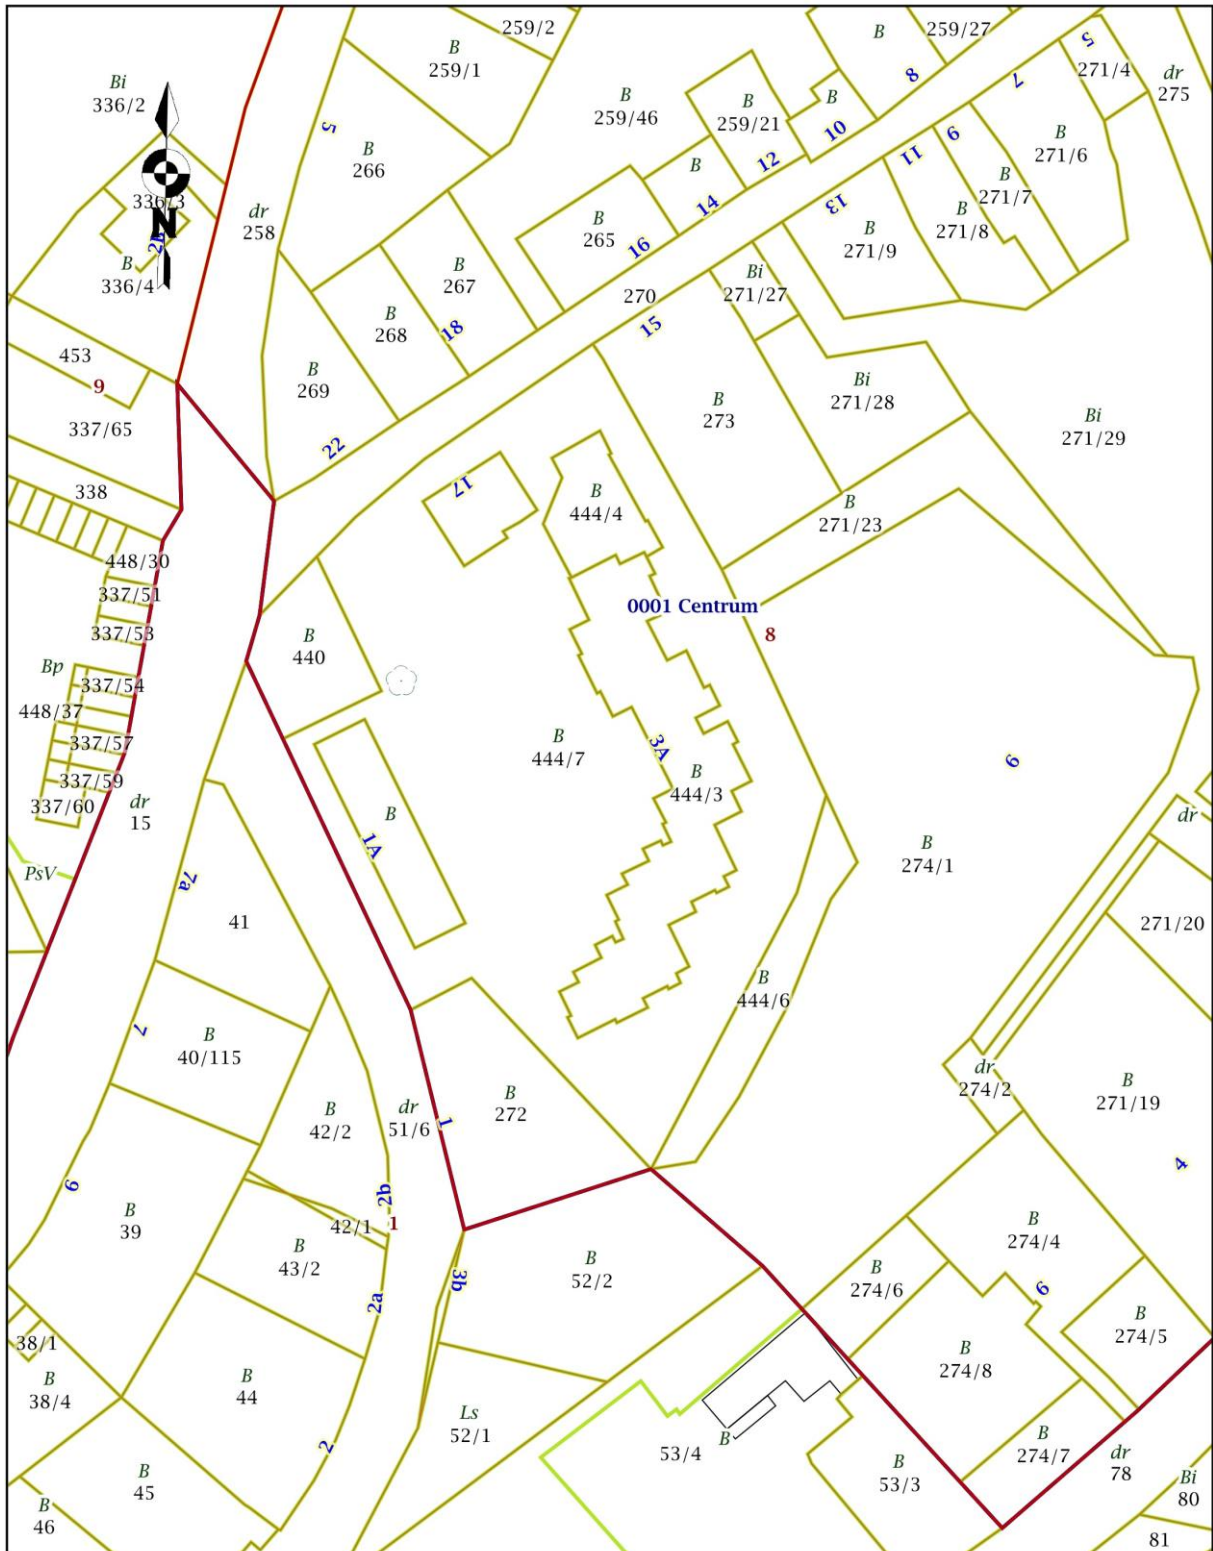 259/2
B
259/1
B
259/27
8
5
271/4
dr
275
Bi
336/2
5
B
266
B
259/46
B
259/21
B
10
12
7
9
11
B
271/6
B
271/7
336/3
N
2b
B
336/4
dr
258
B
14
B
265
16
13
B
271/9
B
271/8
B
267
B
268
18
270
Bi
271/27
15
453
9
337/65
B
269
22
B
273
Bi
271/28
Bi
271/29
338
17
B
444/4
B
271/23
448/30
337/51
337/53
Bp
337/54
448/37
337/57
337/59
337/60
0001 Centrum
8
B
440
B
444/7
3A
B
444/3
6
dr
15
B
1A
dr
PsV
7a
41
B
274/1
271/20
7
B
40/115
B
444/6
B
42/2
dr
51/6
1
B
272
dr
274/2
B
271/19
4
6
B
39
2b
42/1
1
B
43/2
2a
3b
B
52/2
B
274/4
B
274/6
6
B
274/5
38/1
B
38/4
B
44
B
274/8
Ls
52/1
2
53/4
B
B
53/3
B
274/7
dr
78
B
45
B
46
Bi
80
81